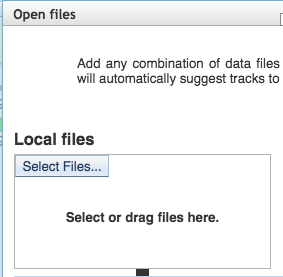 Open files
Add any combination of data files
will automatically suggest tracks to
Local files
Select Files...
Select or drag files here.